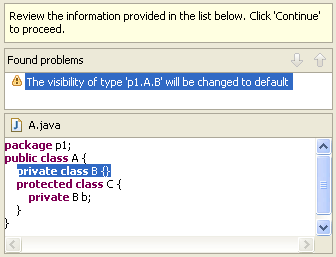 Review the information provided in the list below. Click 'Continue'
to proceed.
Found problems
The visibility of type 'p1.A.B' will be changed to default
A.java
package p1;
public class A {
    private class B {}
    protected class C {
        private B b;
    }
}